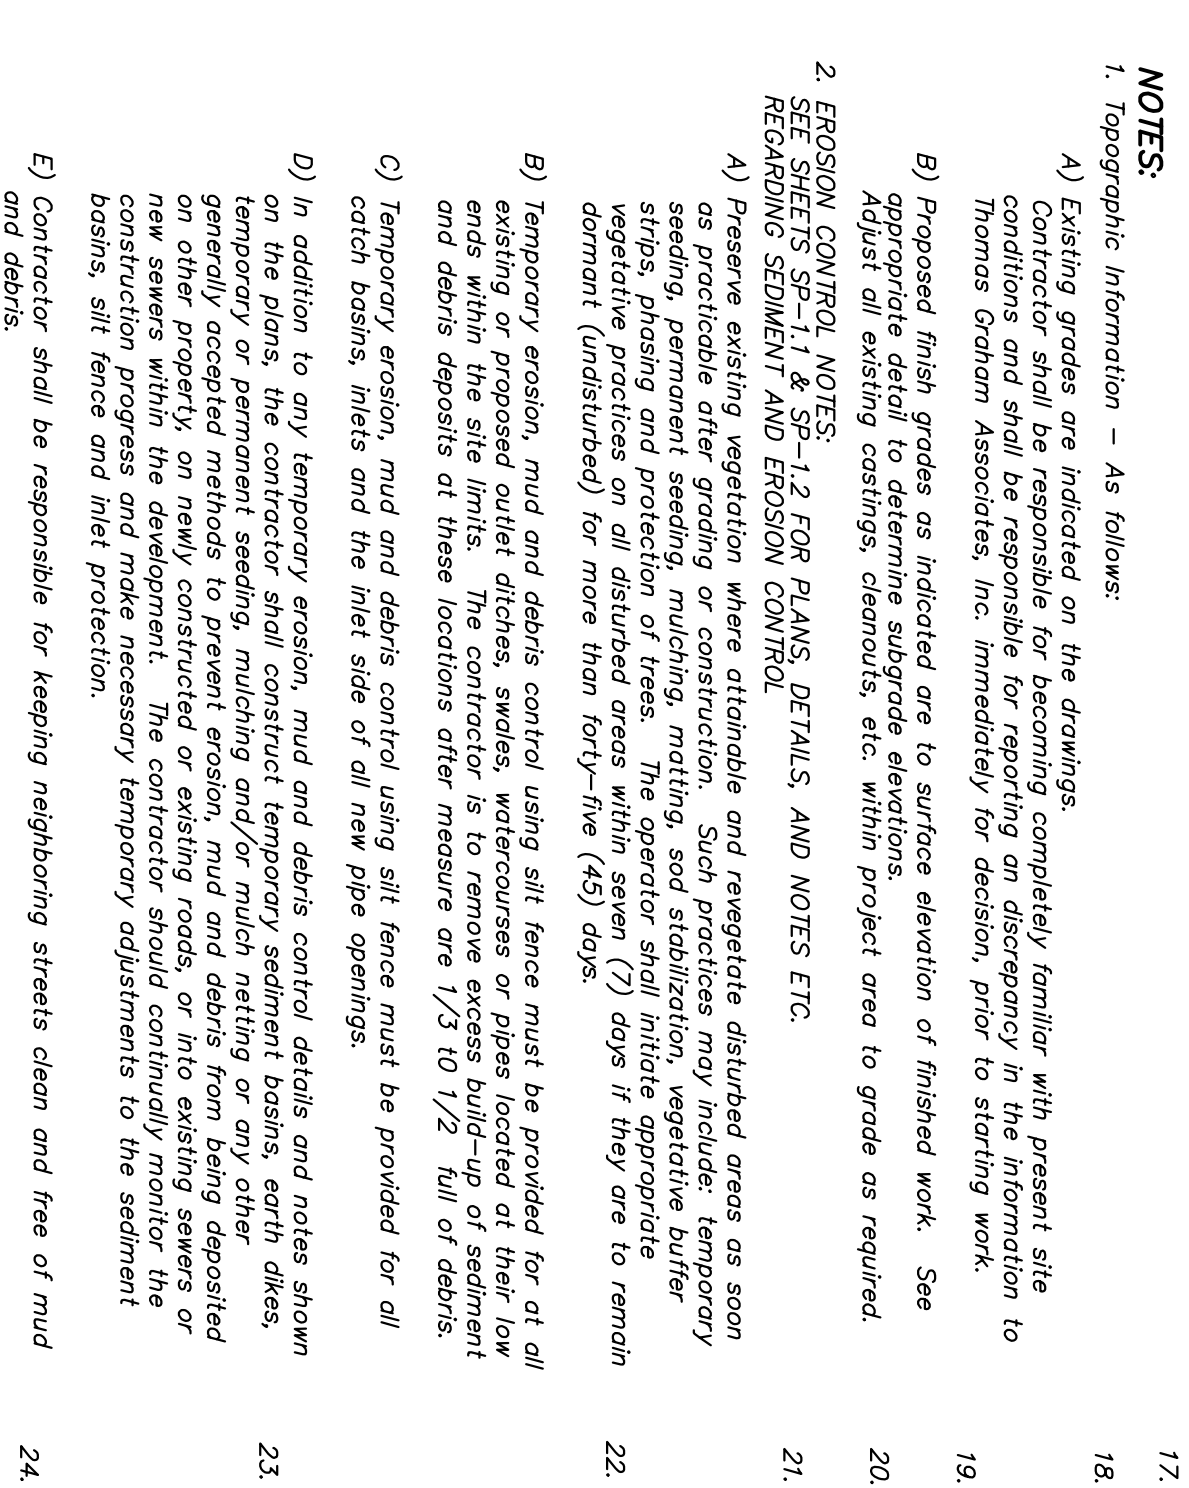 NOTES:
1. Topographic Information – As follows:
A) Existing grades are indicated on the drawings.
Contractor shall be responsible for becoming completely familiar with present site
conditions and shall be responsible for reporting an discrepancy in the information to
Thomas Graham Associates, Inc. immediately for decision, prior to starting work.
B) Proposed finish grades as indicated are to surface elevation of finished work. See
appropriate detail to determine subgrade elevations.
Adjust all existing castings, cleanouts, etc. within project area to grade as required.
2. EROSION CONTROL NOTES:
SEE SHEETS SP–1.1 & SP–1.2 FOR PLANS, DETAILS, AND NOTES ETC.
REGARDING SEDIMENT AND EROSION CONTROL
A) Preserve existing vegetation where attainable and revegetate disturbed areas as soon
as practicable after grading or construction. Such practices may include: temporary
seeding, permanent seeding, mulching, matting, sod stabilization, vegetative buffer
strips, phasing and protection of trees. The operator shall initiate appropriate
vegetative practices on all disturbed areas within seven (7) days if they are to remain
dormant (undisturbed) for more than forty–five (45) days.
B) Temporary erosion, mud and debris control using silt fence must be provided for at all
existing or proposed outlet ditches, swales, watercourses or pipes located at their low
ends within the site limits. The contractor is to remove excess build–up of sediment
and debris deposits at these locations after measure are 1/3 t0 1/2 full of debris.
C) Temporary erosion, mud and debris control using silt fence must be provided for all
catch basins, inlets and the inlet side of all new pipe openings.
D) In addition to any temporary erosion, mud and debris control details and notes shown
on the plans, the contractor shall construct temporary sediment basins, earth dikes,
temporary or permanent seeding, mulching and/or mulch netting or any other
generally accepted methods to prevent erosion, mud and debris from being deposited
on other property, on newly constructed or existing roads, or into existing sewers or
new sewers within the development. The contractor should continually monitor the
construction progress and make necessary temporary adjustments to the sediment
basins, silt fence and inlet protection.
E) Contractor shall be responsible for keeping neighboring streets clean and free of mud
and debris.
17.
18.
19.
20.
21.
22.
23.
24.